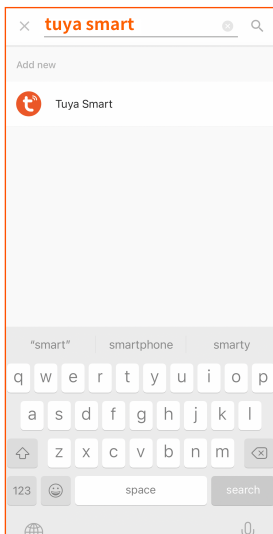 tuya smart
Add new
Tuya Smart
"smart" smartphone smarty
q w e r t y u i o p
a s d f g h j k l
z x c v b n m
123 space search